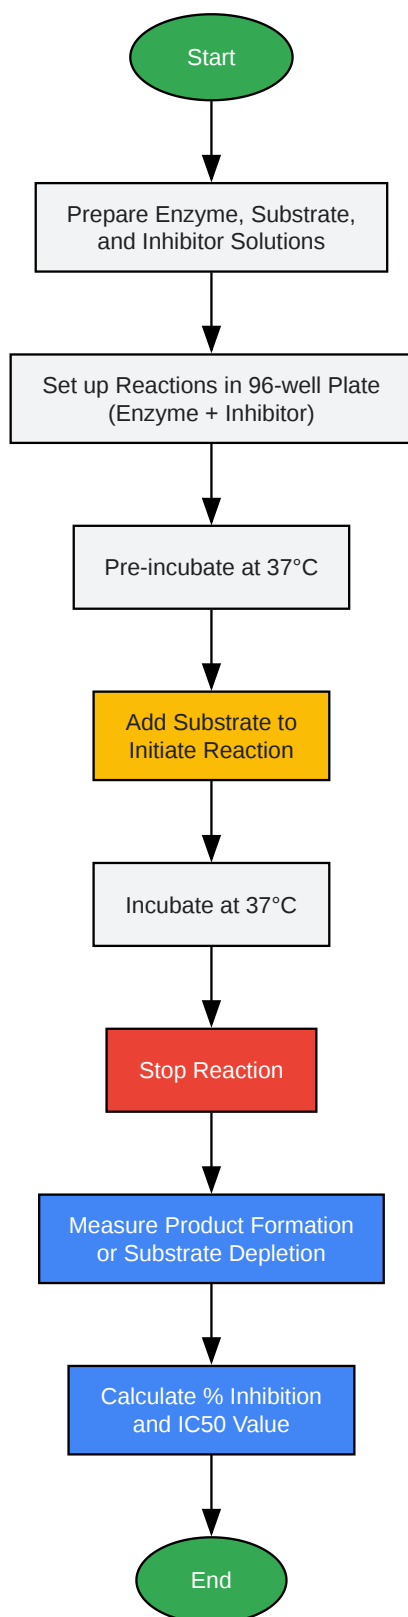 Start
Prepare Enzyme, Substrate,
and Inhibitor Solutions
Set up Reactions in 96-well Plate
(Enzyme + Inhibitor)
Pre-incubate at 37°C
Add Substrate to
Initiate Reaction
Incubate at 37°C
Stop Reaction
Measure Product Formation
or Substrate Depletion
Calculate % Inhibition
and IC50 Value
End